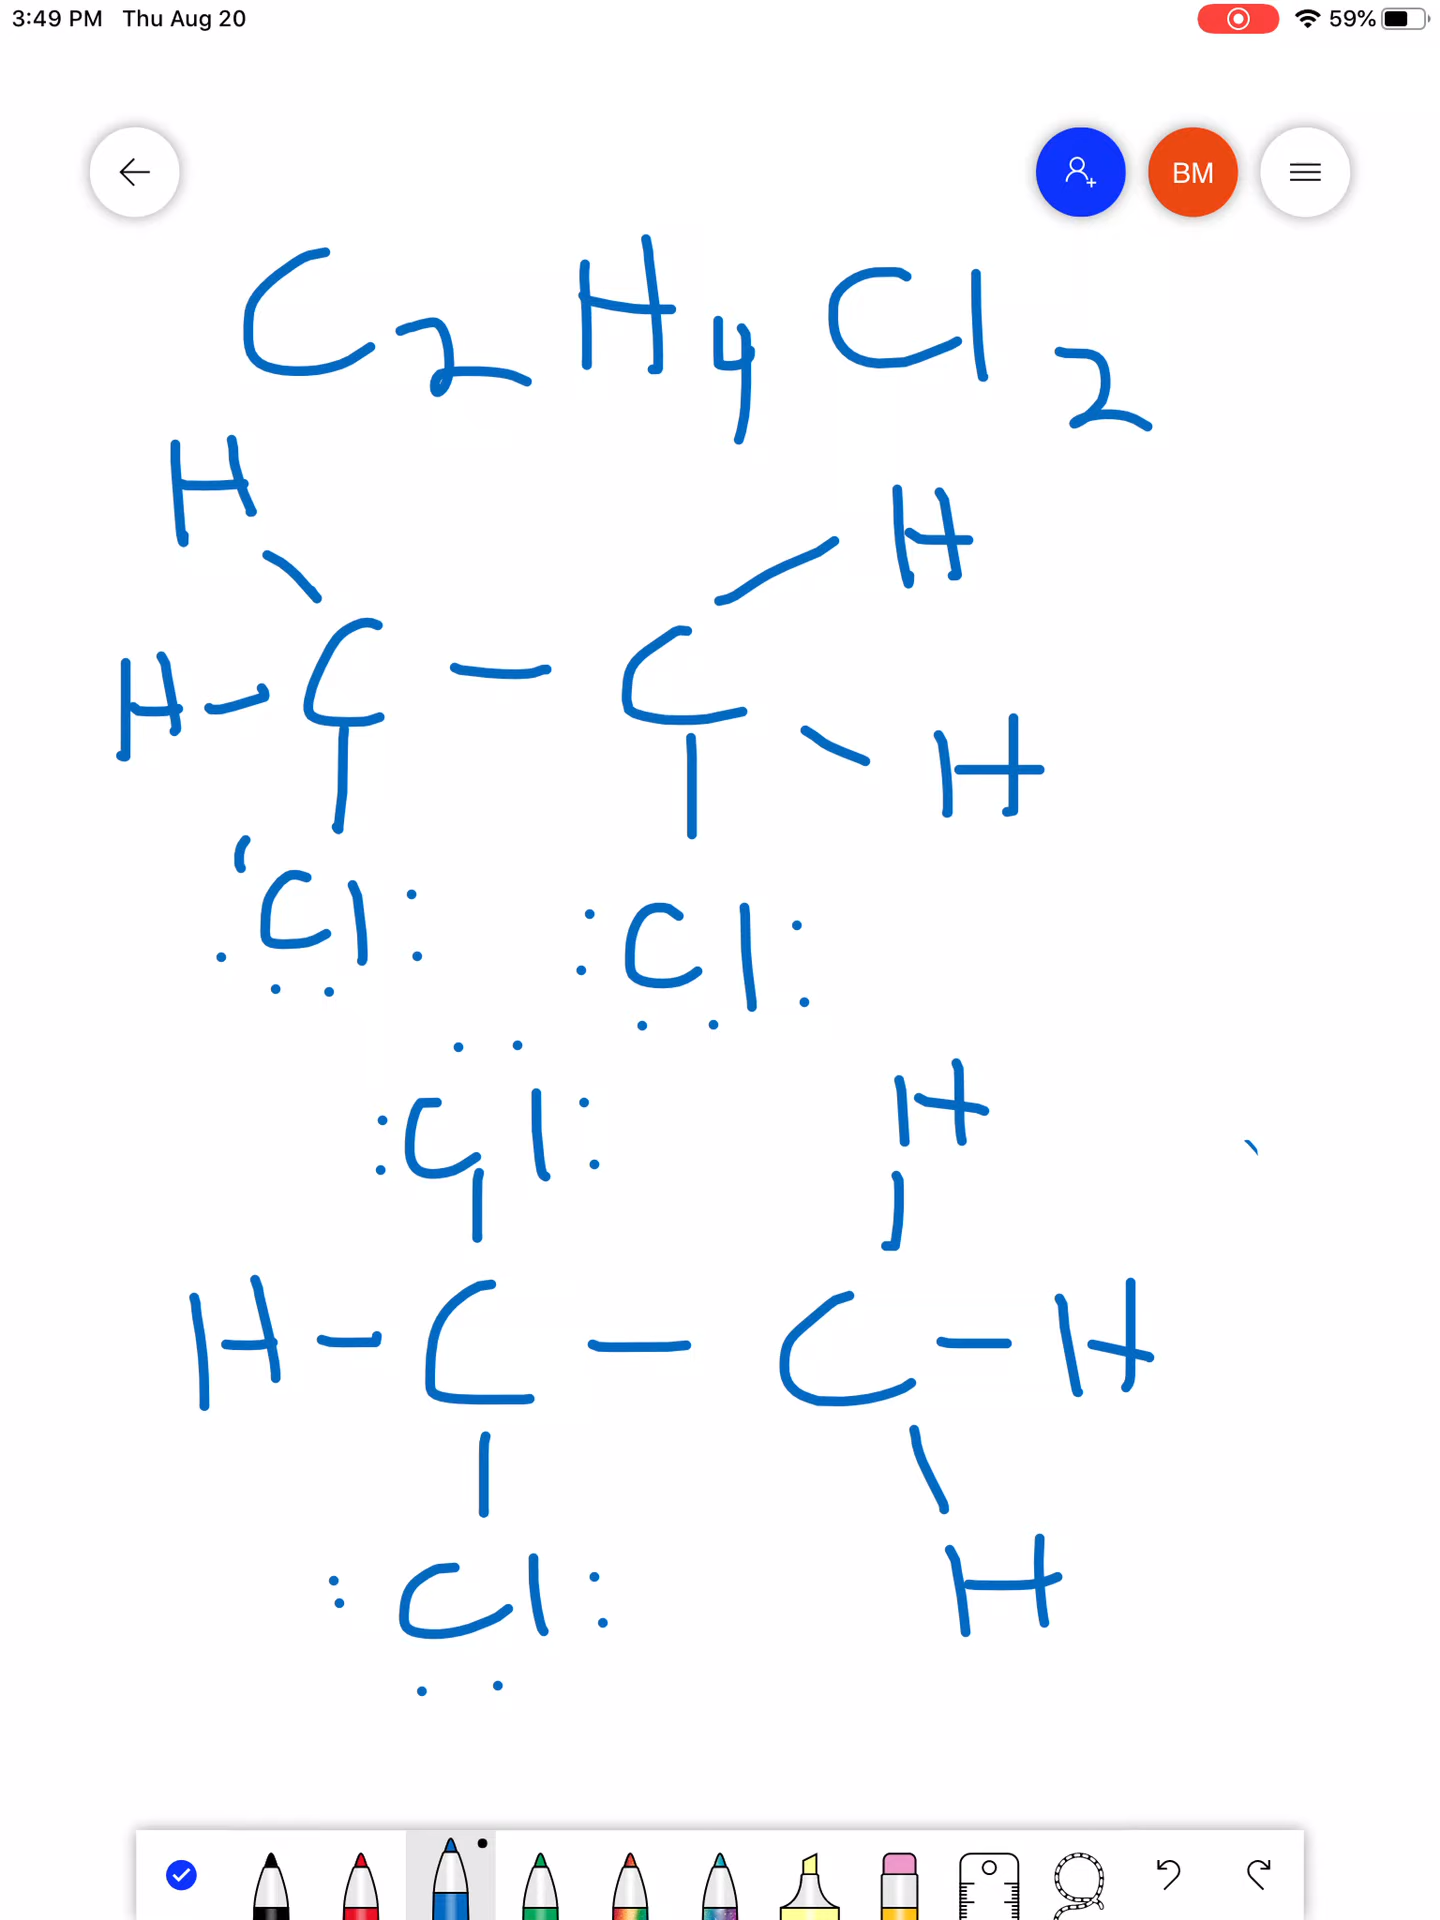 3:49 PM Thu Aug 20 59%
BM
C2H4Cl2
H H
H-C-C
H
:Cl: :Cl:
:Cl: H
H-C-C-H
:Cl: H